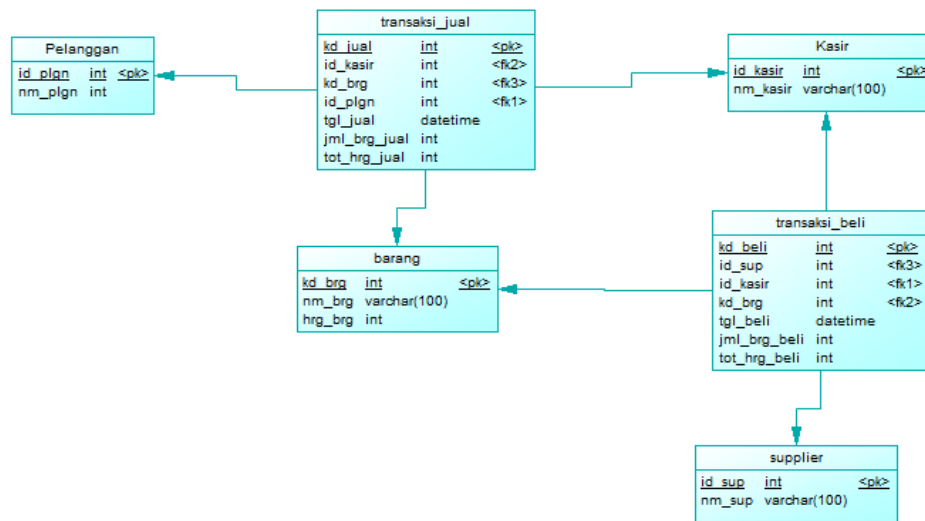 transaksi_jual
kd_jual int <pk>
id_kasir int <fk2>
kd_brg int <fk3>
id_plgn int <fk1>
tgl_jual datetime
jml_brg_jual int
tot_hrg_jual int
Pelanggan
id_plgn int <pk>
nm_plgn int
Kasir
id_kasir int <pk>
nm_kasir varchar(100)
barang
kd_brg int <pk>
nm_brg varchar(100)
hrg_brg int
transaksi_beli
kd_beli int <pk>
id_sup int <fk3>
id_kasir int <fk1>
kd_brg int <fk2>
tgl_beli datetime
jml_brg_beli int
tot_hrg_beli int
supplier
id_sup int <pk>
nm_sup varchar(100)